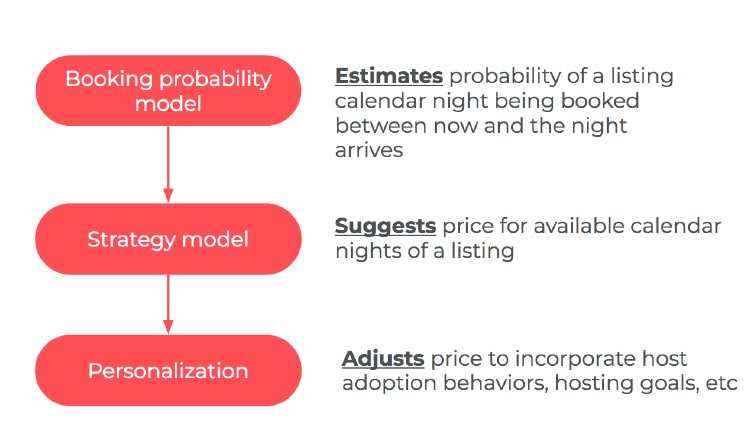 Booking probability
model
Estimates probability of a listing
calendar night being booked
between now and the night
arrives
Strategy model
Suggests price for available calendar
nights of a listing
Personalization
Adjusts price to incorporate host
adoption behaviors, hosting goals, etc